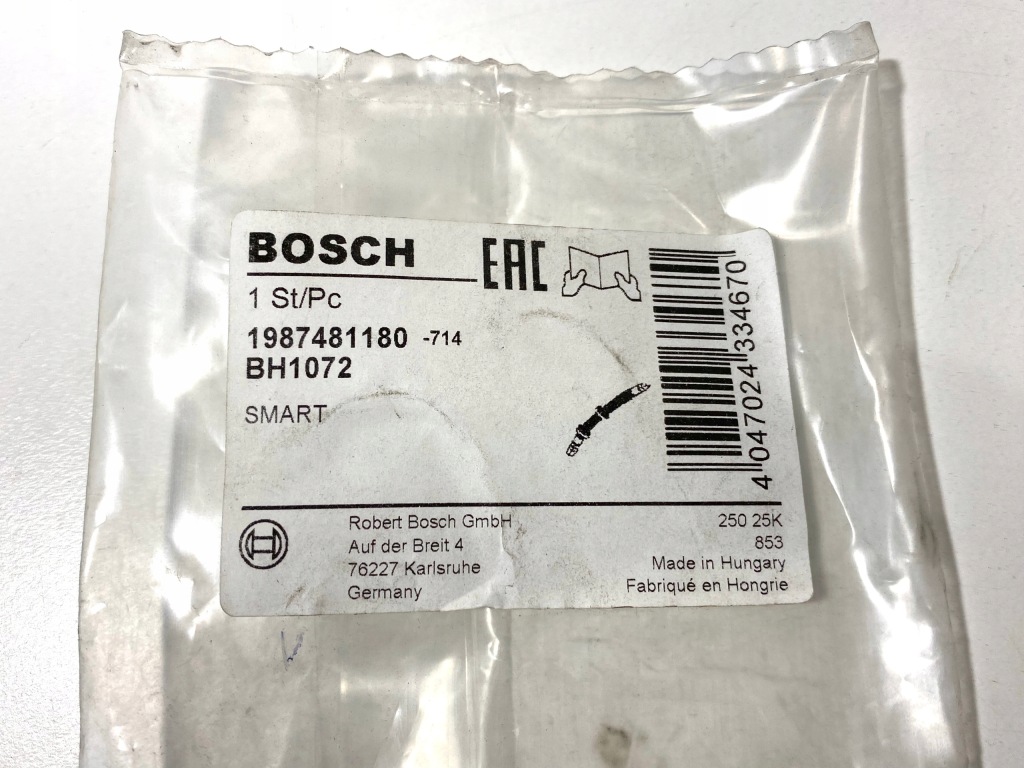 BOSCH
EAC
1 St/Pc
1987481180 -714
BH1072
SMART
4 047024 334670
Robert Bosch GmbH
Auf der Breit 4
76227 Karlsruhe
Germany
250 25K
853
Made in Hungary
Fabriqué en Hongrie